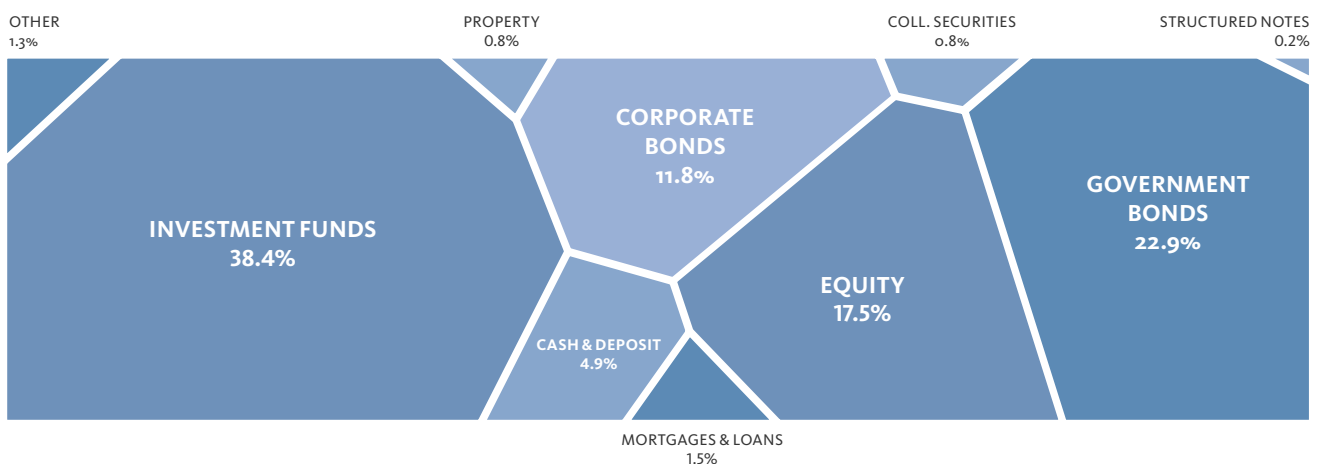 OTHER
1.3%
PROPERTY
0.8%
COLL. SECURITIES
0.8%
STRUCTURED NOTES
0.2%
CORPORATE
BONDS
11.8%
GOVERNMENT
BONDS
22.9%
INVESTMENT FUNDS
38.4%
EQUITY
17.5%
CASH & DEPOSIT
4.9%
MORTGAGES & LOANS
1.5%